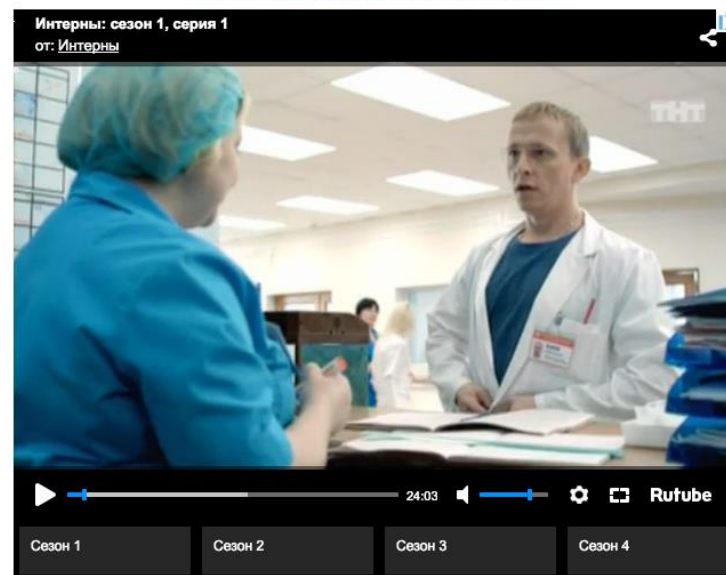 Интерны: сезон 1, серия 1
от: Интерны
ТНТ
24:03
Rutube
Сезон 1
Сезон 2
Сезон 3
Сезон 4